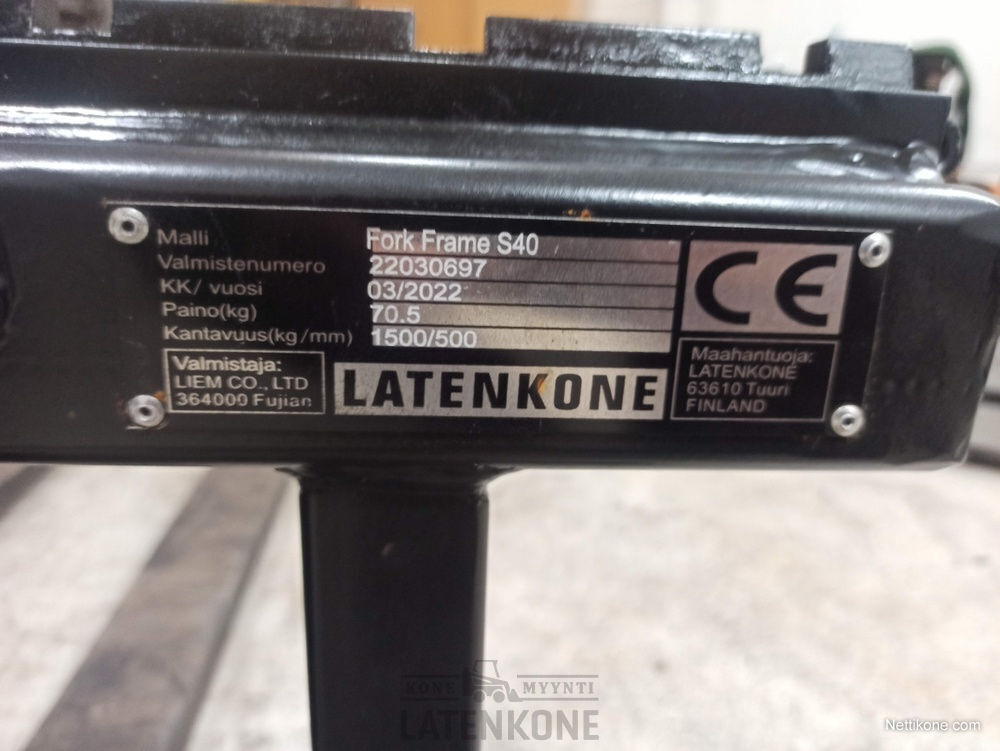 Malli Fork Frame S40
Valmistenumero 22030697
KK/ vuosi 03/2022
Paino(kg) 70.5
Kantavuus(kg/mm) 1500/500
CE
Valmistaja:
LIEM CO., LTD
364000 Fujian
LATENKONE
Maahantuoja:
LATENKONE
63610 Tuuri
FINLAND
KONE MYYNTI
LATENKONE
Nettikone.com